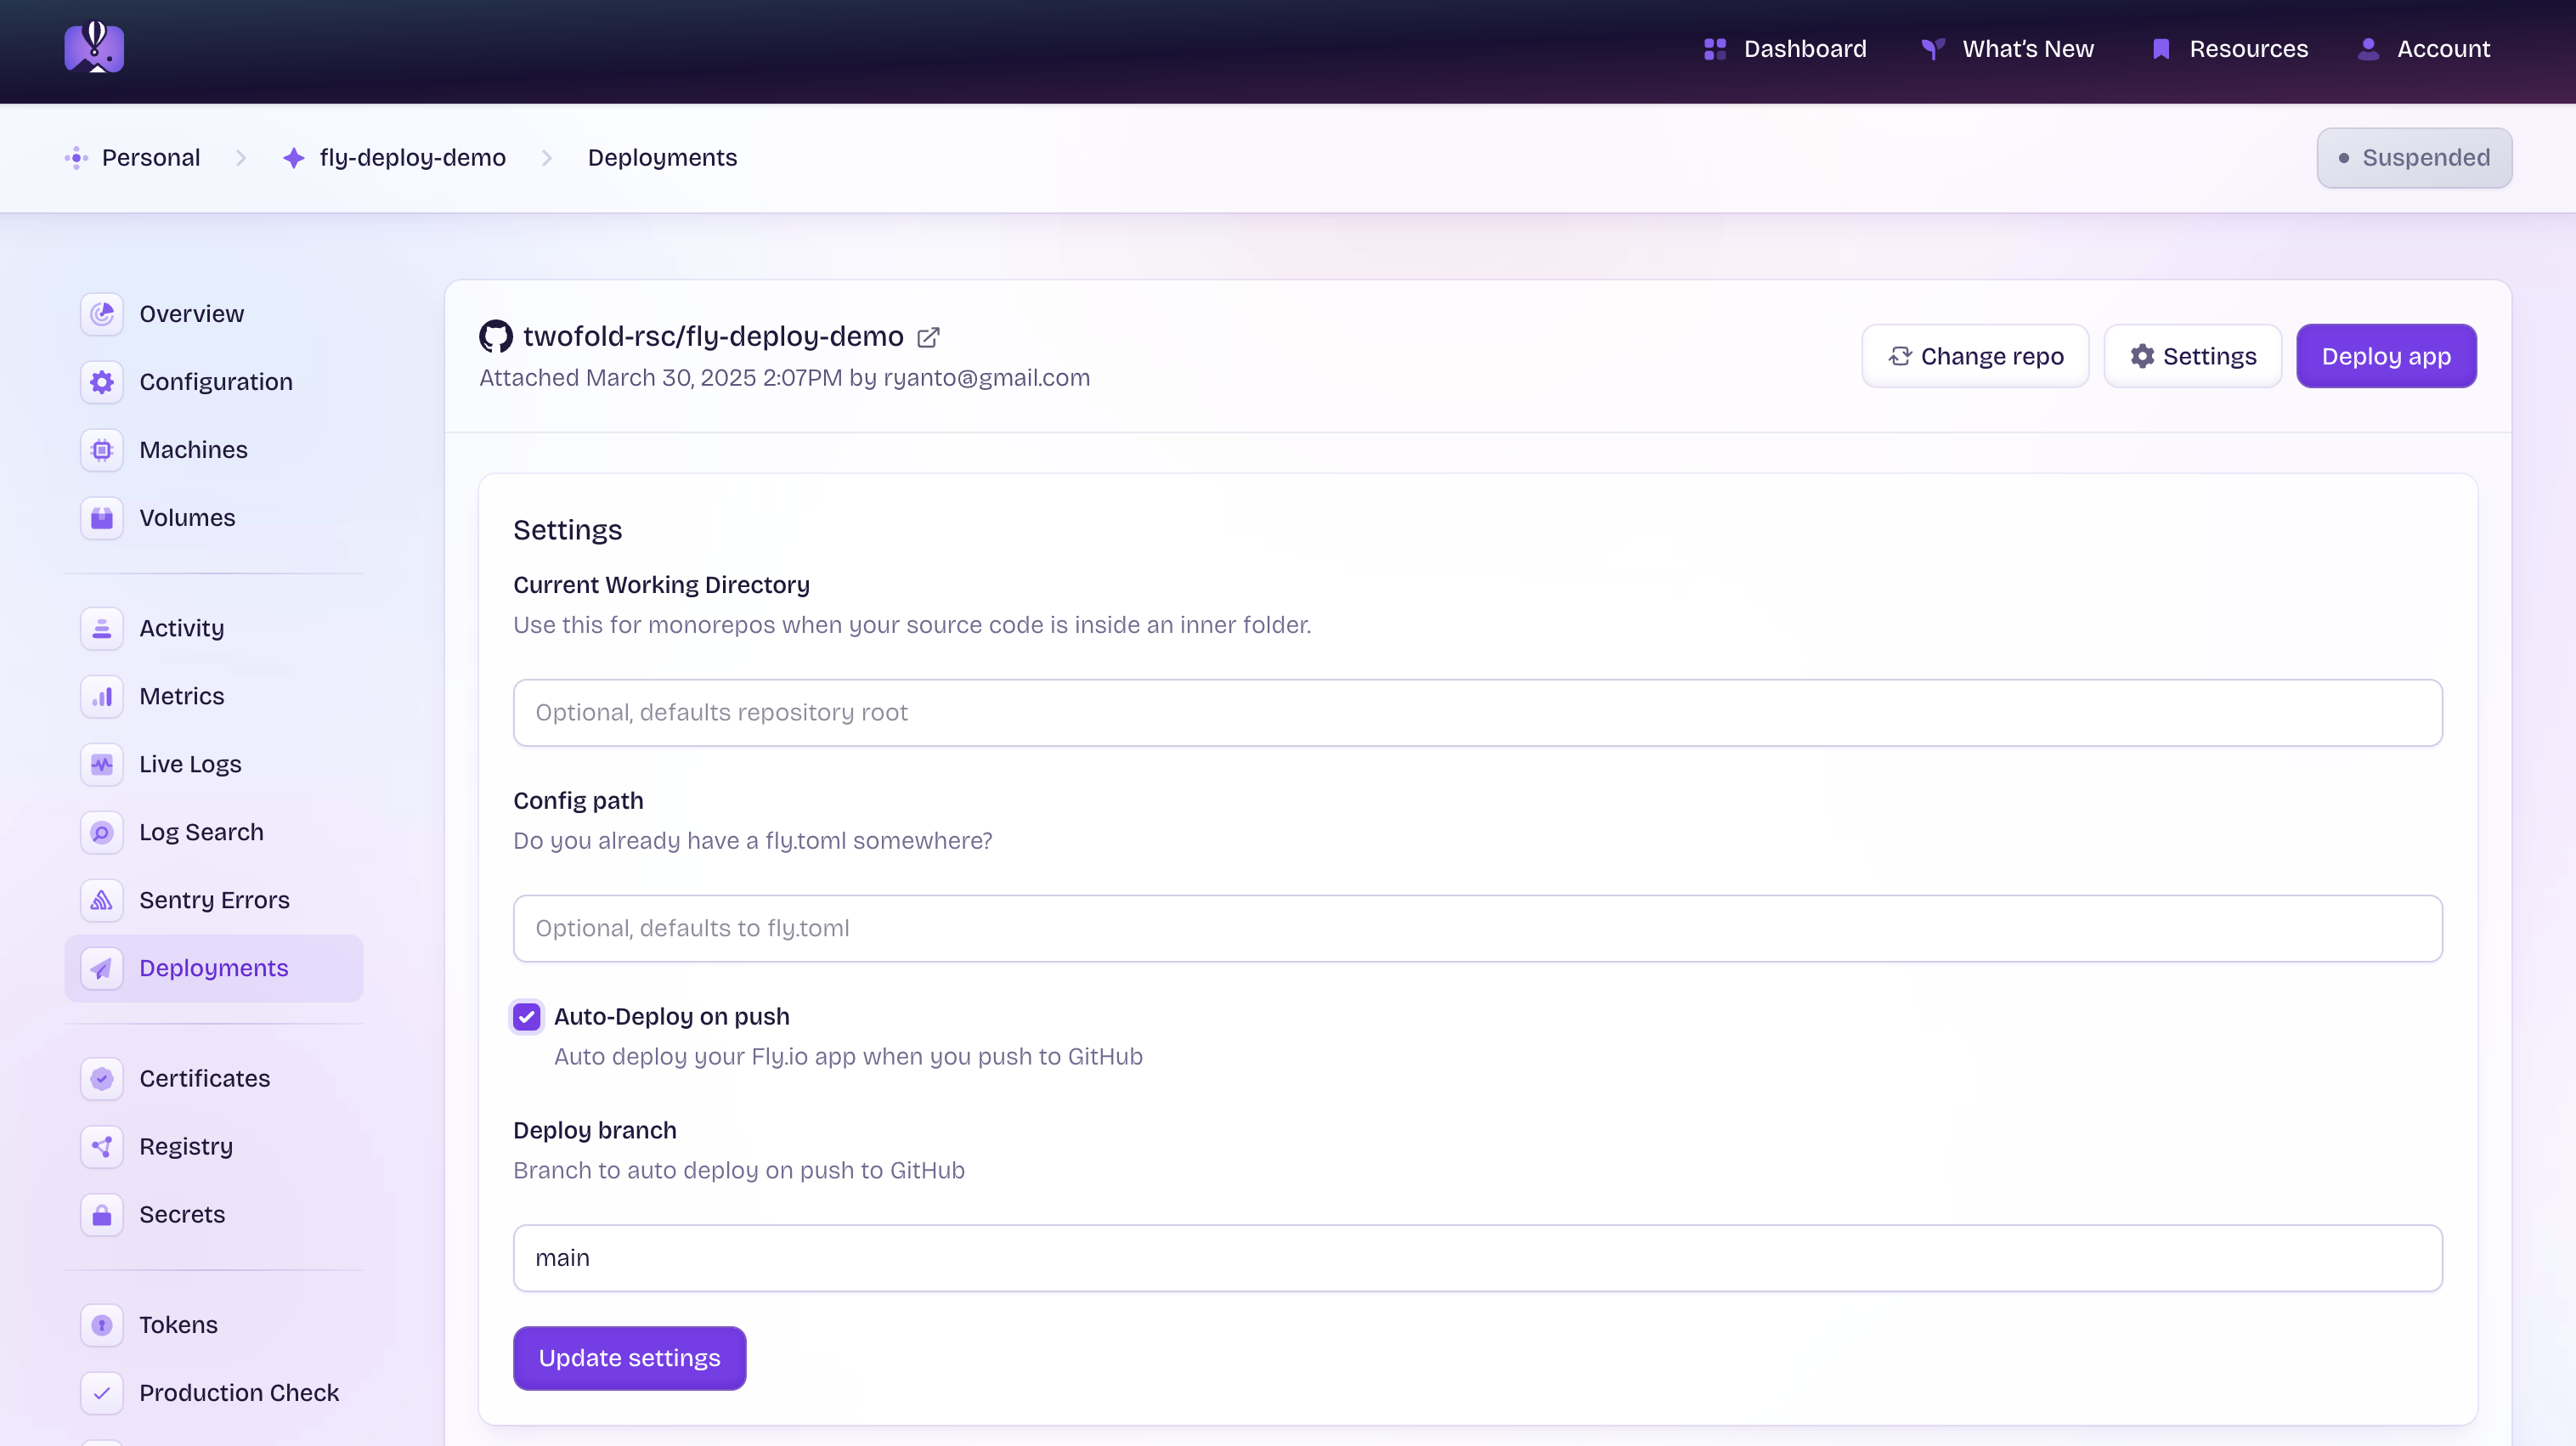 Dashboard
What’s New
Resources
Account
Personal
fly-deploy-demo
Deployments
Suspended
Overview
Configuration
Machines
Volumes
Activity
Metrics
Live Logs
Log Search
Sentry Errors
Deployments
Certificates
Registry
Secrets
Tokens
Production Check
twofold-rsc/fly-deploy-demo
Attached March 30, 2025 2:07PM by ryanto@gmail.com
Change repo
Settings
Deploy app
Settings
Current Working Directory
Use this for monorepos when your source code is inside an inner folder.
Optional, defaults repository root
Config path
Do you already have a fly.toml somewhere?
Optional, defaults to fly.toml
Auto-Deploy on push
Auto deploy your Fly.io app when you push to GitHub
Deploy branch
Branch to auto deploy on push to GitHub
main
Update settings